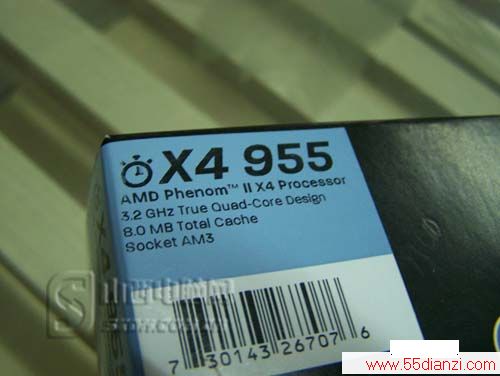 X4 955
AMD Phenom™ II X4 Processor
3.2 GHz True Quad-Core Design
8.0 MB Total Cache
Socket AM3
7 30143 26707 6
www.55dianzi.com